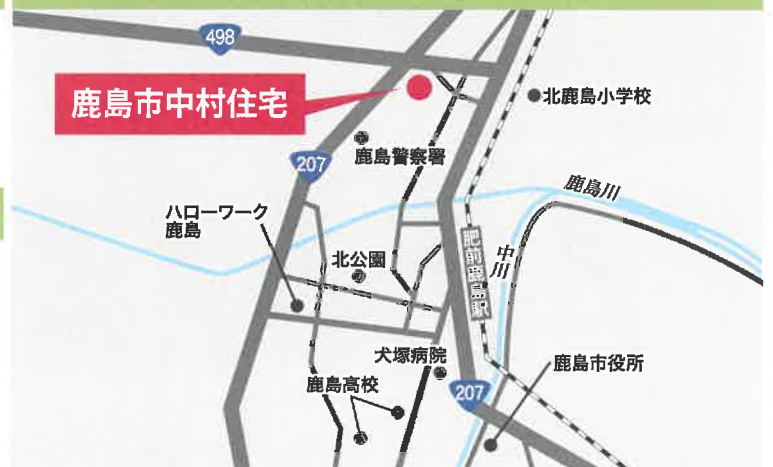 498
鹿島市中村住宅
北鹿島小学校
鹿島警察署
207
鹿島川
ハローワーク
鹿島
肥前鹿島駅
中川
北公園
犬塚病院
鹿島市役所
鹿島高校
207